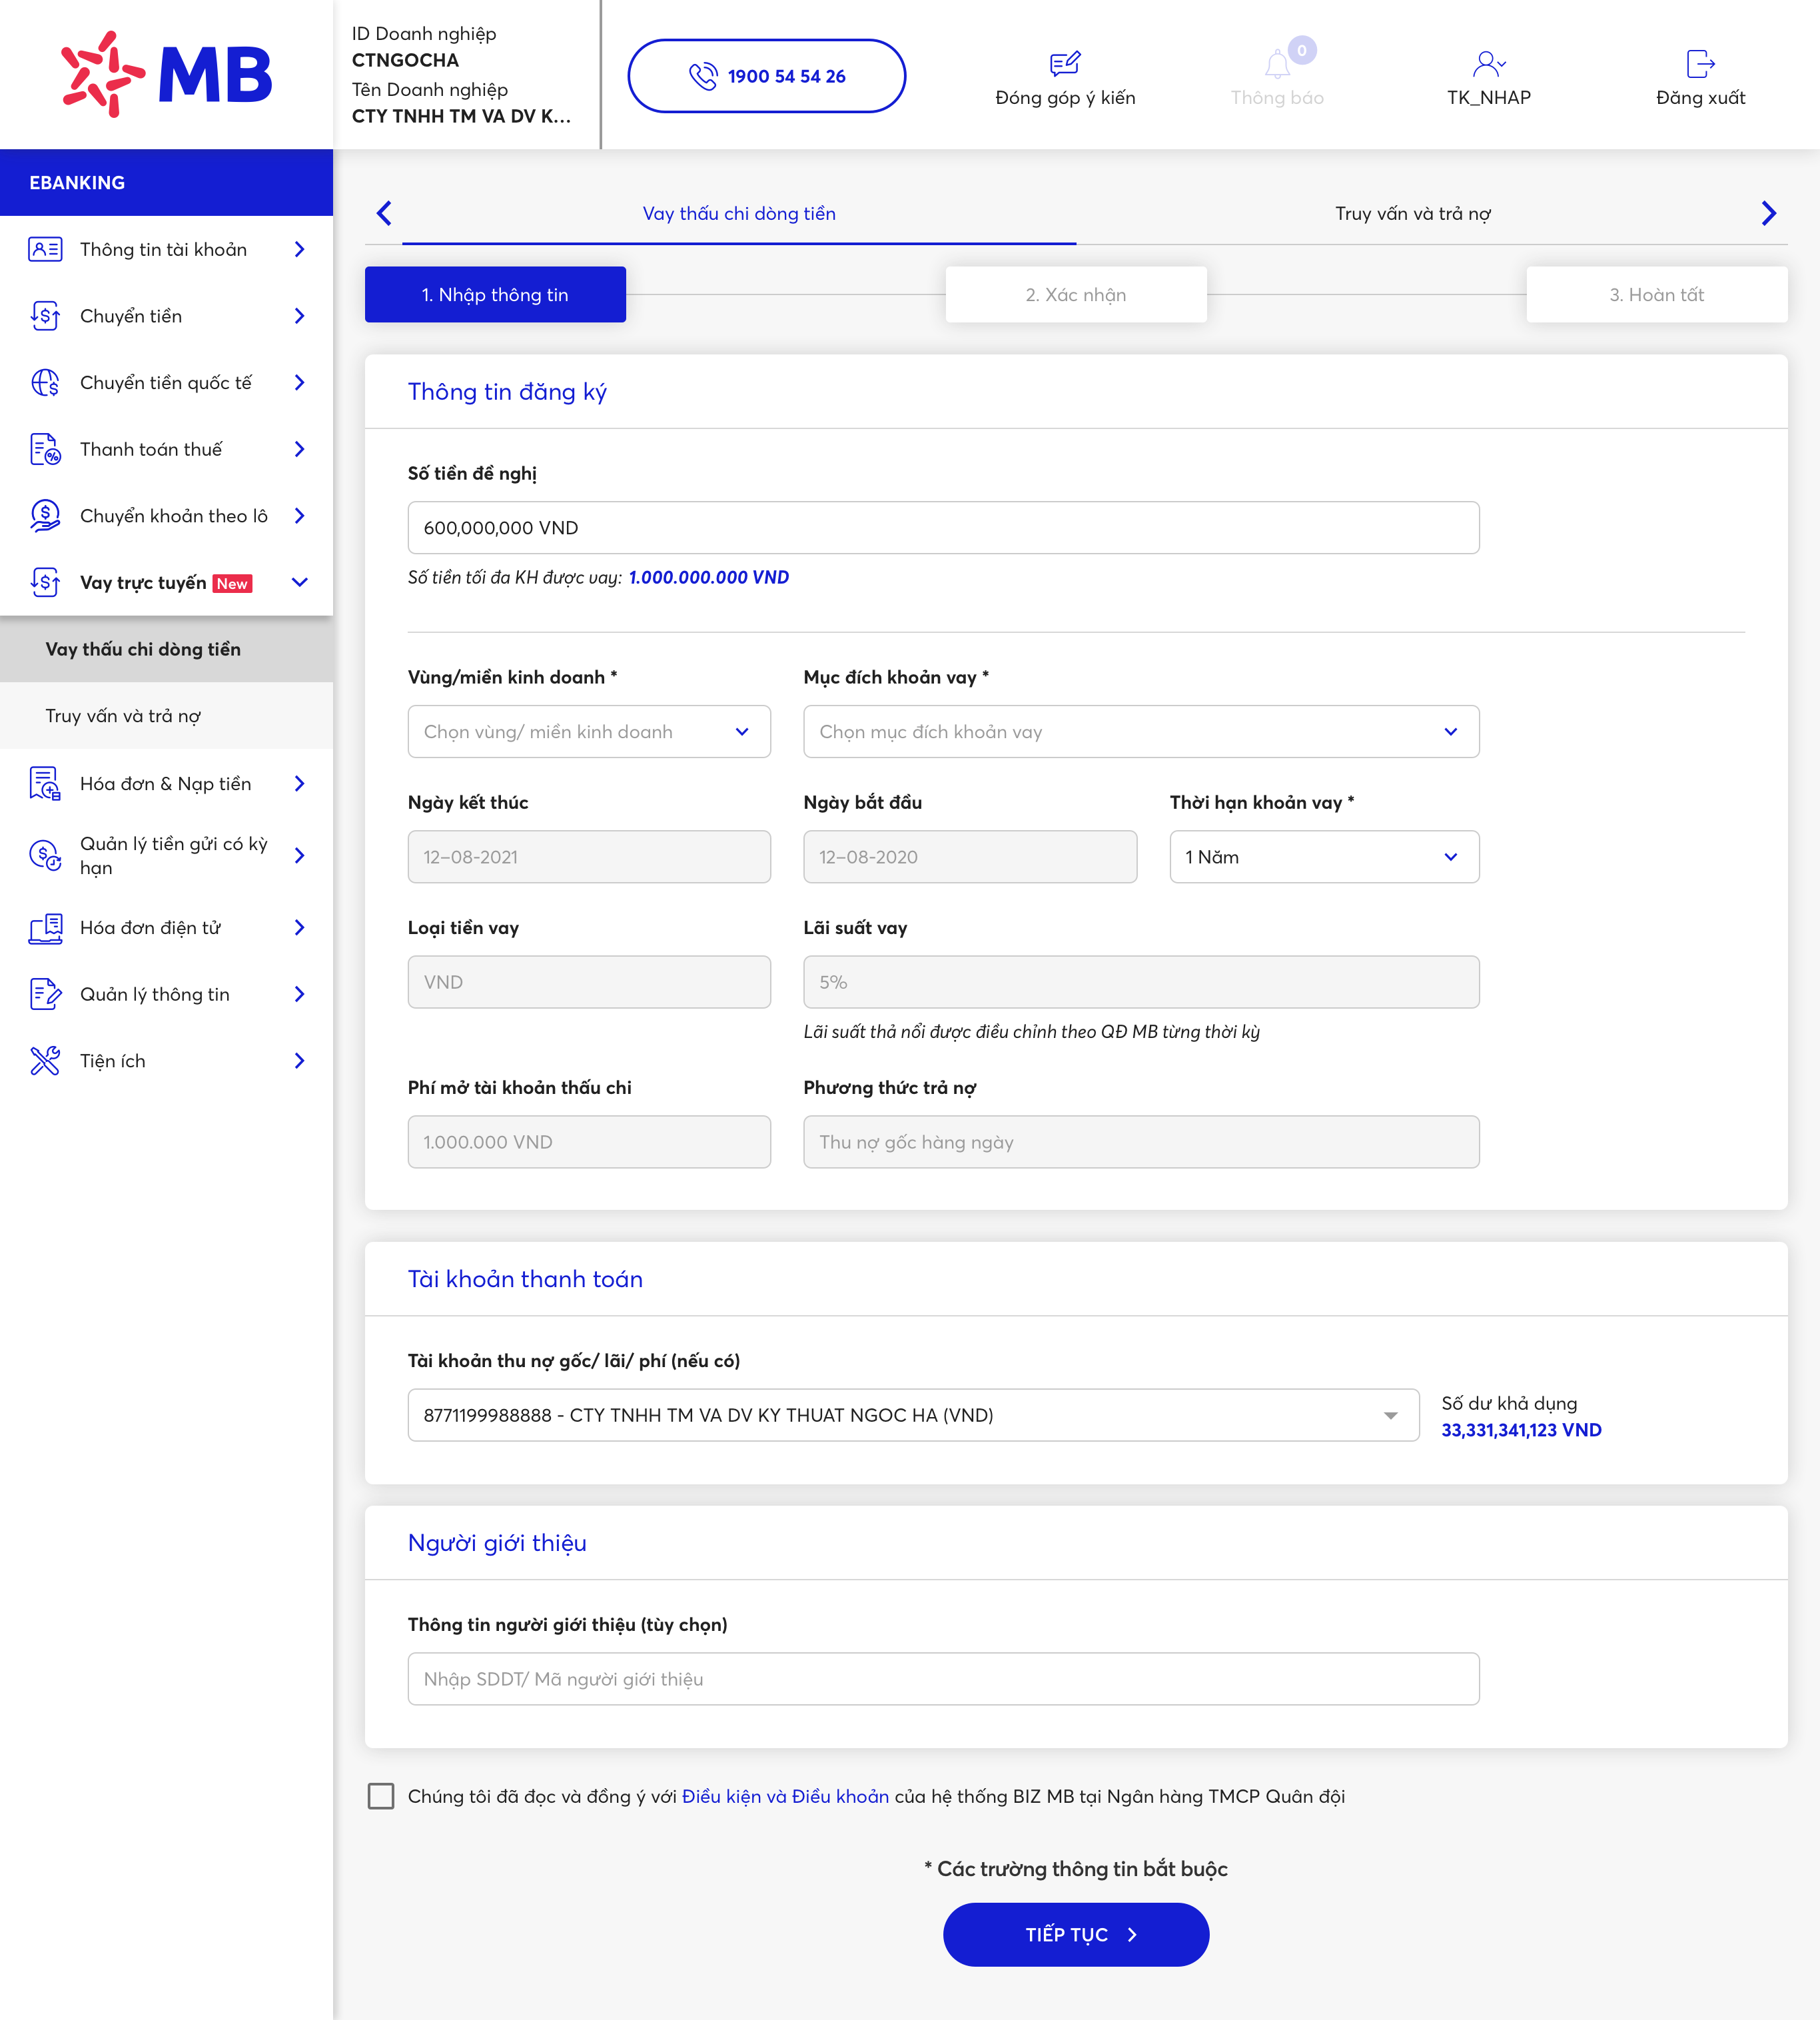 MB
ID Doanh nghiệp
CTNGOCHA
Tên Doanh nghiệp
CTY TNHH TM VA DV K...
1900 54 54 26
Đóng góp ý kiến
0
Thông báo
TK_NHAP
Đăng xuất
EBANKING
Thông tin tài khoản
Chuyển tiền
Chuyển tiền quốc tế
Thanh toán thuế
Chuyển khoản theo lô
Vay trực tuyến New
Vay thấu chi dòng tiền
Truy vấn và trả nợ
Hóa đơn & Nạp tiền
Quản lý tiền gửi có kỳ
hạn
Hóa đơn điện tử
Quản lý thông tin
Tiện ích
Vay thấu chi dòng tiền
Truy vấn và trả nợ
1. Nhập thông tin
2. Xác nhận
3. Hoàn tất
Thông tin đăng ký
Số tiền đề nghị
600,000,000 VND
Số tiền tối đa KH được vay: 1.000.000.000 VND
Vùng/miền kinh doanh *
Mục đích khoản vay *
Chọn vùng/ miền kinh doanh
Chọn mục đích khoản vay
Ngày kết thúc
Ngày bắt đầu
Thời hạn khoản vay *
12–08-2021
12–08-2020
1 Năm
Loại tiền vay
Lãi suất vay
VND
5%
Lãi suất thả nổi được điều chỉnh theo QĐ MB từng thời kỳ
Phí mở tài khoản thấu chi
Phương thức trả nợ
1.000.000 VND
Thu nợ gốc hàng ngày
Tài khoản thanh toán
Tài khoản thu nợ gốc/ lãi/ phí (nếu có)
8771199988888 - CTY TNHH TM VA DV KY THUAT NGOC HA (VND)
Số dư khả dụng
33,331,341,123 VND
Người giới thiệu
Thông tin người giới thiệu (tùy chọn)
Nhập SDDT/ Mã người giới thiệu
Chúng tôi đã đọc và đồng ý với Điều kiện và Điều khoản của hệ thống BIZ MB tại Ngân hàng TMCP Quân đội
* Các trường thông tin bắt buộc
TIẾP TỤC